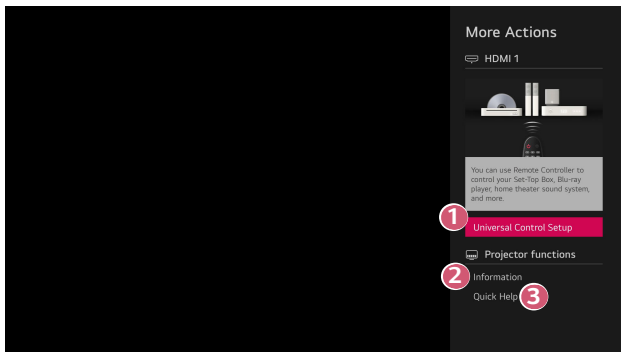 More Actions
HDMI 1
You can use Remote Controller to
control your Set-Top Box, Blu-ray
player, home theater sound system,
and more.
1
Universal Control Setup
Projector functions
2 Information
Quick Help 3